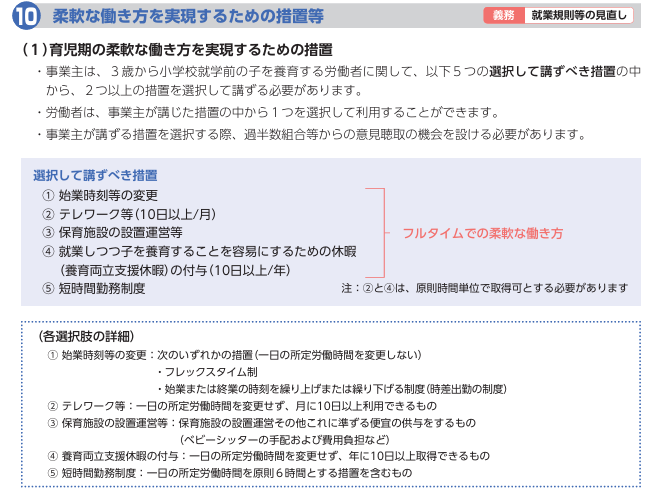 ⑩ 柔軟な働き方を実現するための措置等 義務 就業規則等の見直し
(1)育児期の柔軟な働き方を実現するための措置
・事業主は、3歳から小学校就学前の子を養育する労働者に関して、以下5つの選択して講ずべき措置の中
から、2つ以上の措置を選択して講ずる必要があります。
・労働者は、事業主が講じた措置の中から1つを選択して利用することができます。
・事業主が講ずる措置を選択する際、過半数組合等からの意見聴取の機会を設ける必要があります。
選択して講ずべき措置
① 始業時刻等の変更
② テレワーク等(10日以上/月)
③ 保育施設の設置運営等
フルタイムでの柔軟な働き方
④ 就業しつつ子を養育することを容易にするための休暇
(養育両立支援休暇)の付与(10日以上/年)
⑤ 短時間勤務制度 注:②と④は、原則時間単位で取得可とする必要があります
(各選択肢の詳細)
① 始業時刻等の変更:次のいずれかの措置(一日の所定労働時間を変更しない)
・フレックスタイム制
・始業または終業の時刻を繰り上げまたは繰り下げる制度(時差出勤の制度)
② テレワーク等:一日の所定労働時間を変更せず、月に10日以上利用できるもの
③ 保育施設の設置運営等:保育施設の設置運営その他これに準ずる便宜の供与をするもの
(ベビーシッターの手配および費用負担など)
④ 養育両立支援休暇の付与:一日の所定労働時間を変更せず、年に10日以上取得できるもの
⑤ 短時間勤務制度:一日の所定労働時間を原則6時間とする措置を含むもの